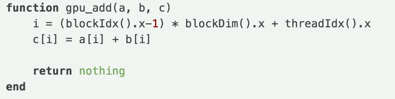 function gpu_add(a, b, c)
    i = (blockIdx().x-1) * blockDim().x + threadIdx().x
    c[i] = a[i] + b[i]

    return nothing
end